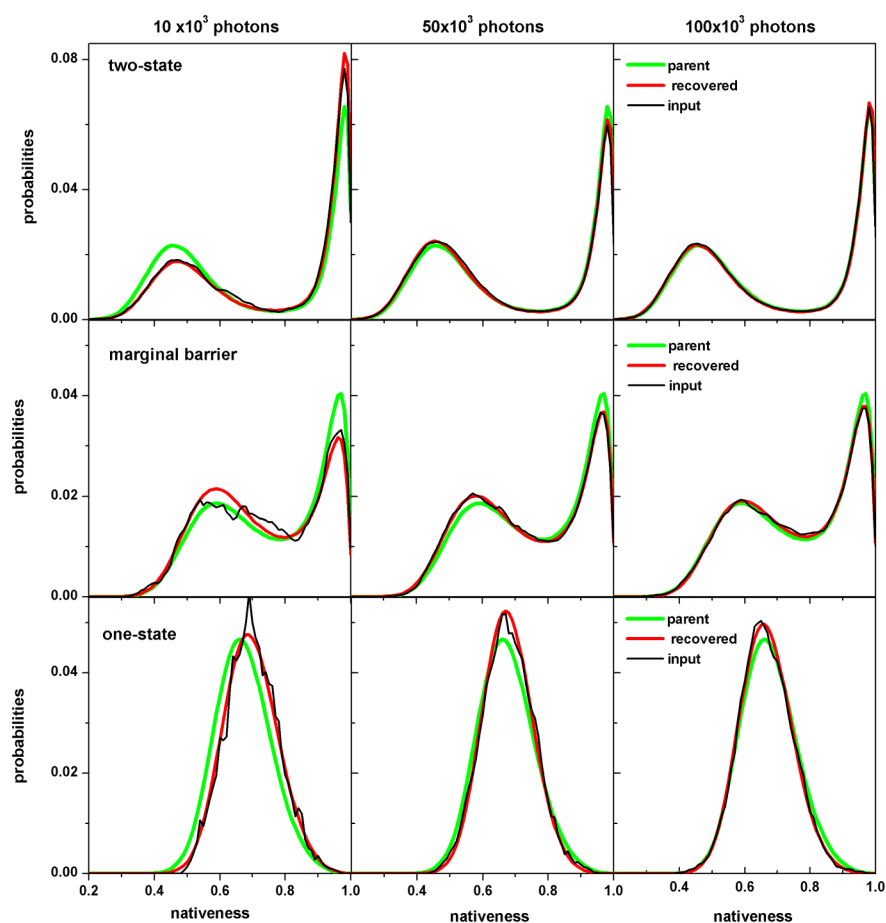 10 x10³ photons 50x10³ photons 100x10³ photons
two-state
parent
recovered
input
probabilities
0.08
0.04
0.00
marginal barrier
parent
recovered
input
probabilities
0.04
0.02
0.00
one-state
parent
recovered
input
probabilities
0.04
0.02
0.00
0.2 0.4 0.6 0.8 1.0 0.4 0.6 0.8 1.0 0.4 0.6 0.8 1.0
nativeness nativeness nativeness